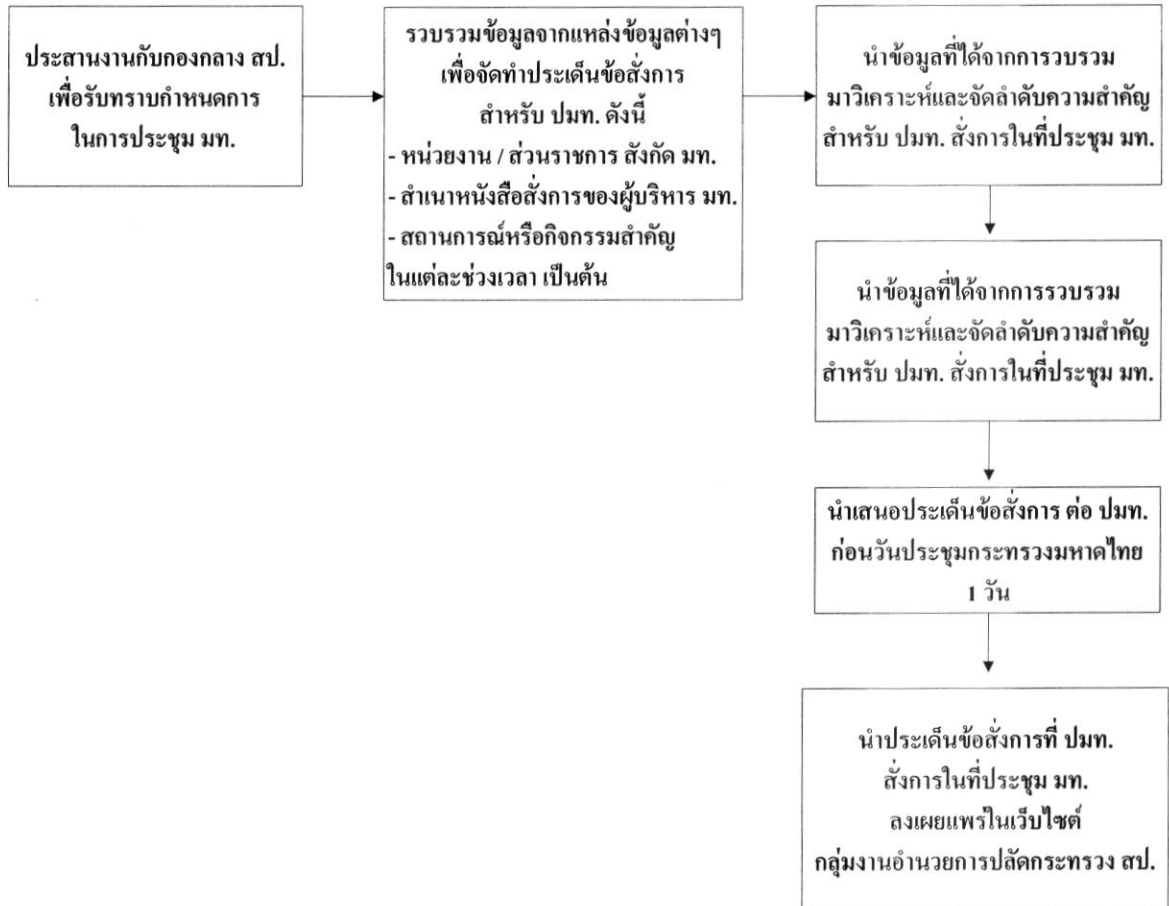 ประสานงานกับกองกลาง สป.
เพื่อรับทราบกำหนดการ
ในการประชุม มท.
รวบรวมข้อมูลจากแหล่งข้อมูลต่างๆ
เพื่อจัดทำประเด็นข้อสั่งการ
สำหรับ ปมท. ดังนี้
- หน่วยงาน / ส่วนราชการ สังกัด มท.
- สำเนาหนังสือสั่งการของผู้บริหาร มท.
- สถานการณ์หรือกิจกรรมสำคัญ
ในแต่ละช่วงเวลา เป็นต้น
นำข้อมูลที่ได้จากการวบรวม
มาวิเคราะห์และจัดลำดับความสำคัญ
สำหรับ ปมท. สั่งการในที่ประชุม มท.
นำข้อมูลที่ได้จากการรวบรวม
มาวิเคราะห์และจัดลำดับความสำคัญ
สำหรับ ปมท. สั่งการในที่ประชุม มท.
นำเสนอประเด็นข้อสั่งการ ต่อ ปมท.
ก่อนวันประชุมกระทรวงมหาดไทย
1 วัน
นำประเด็นข้อสั่งการที่ ปมท.
สั่งการในที่ประชุม มท.
ลงเผยแพร่ในเว็บไซต์
กลุ่มงานอำนวยการปลัดกระทรวง สป.